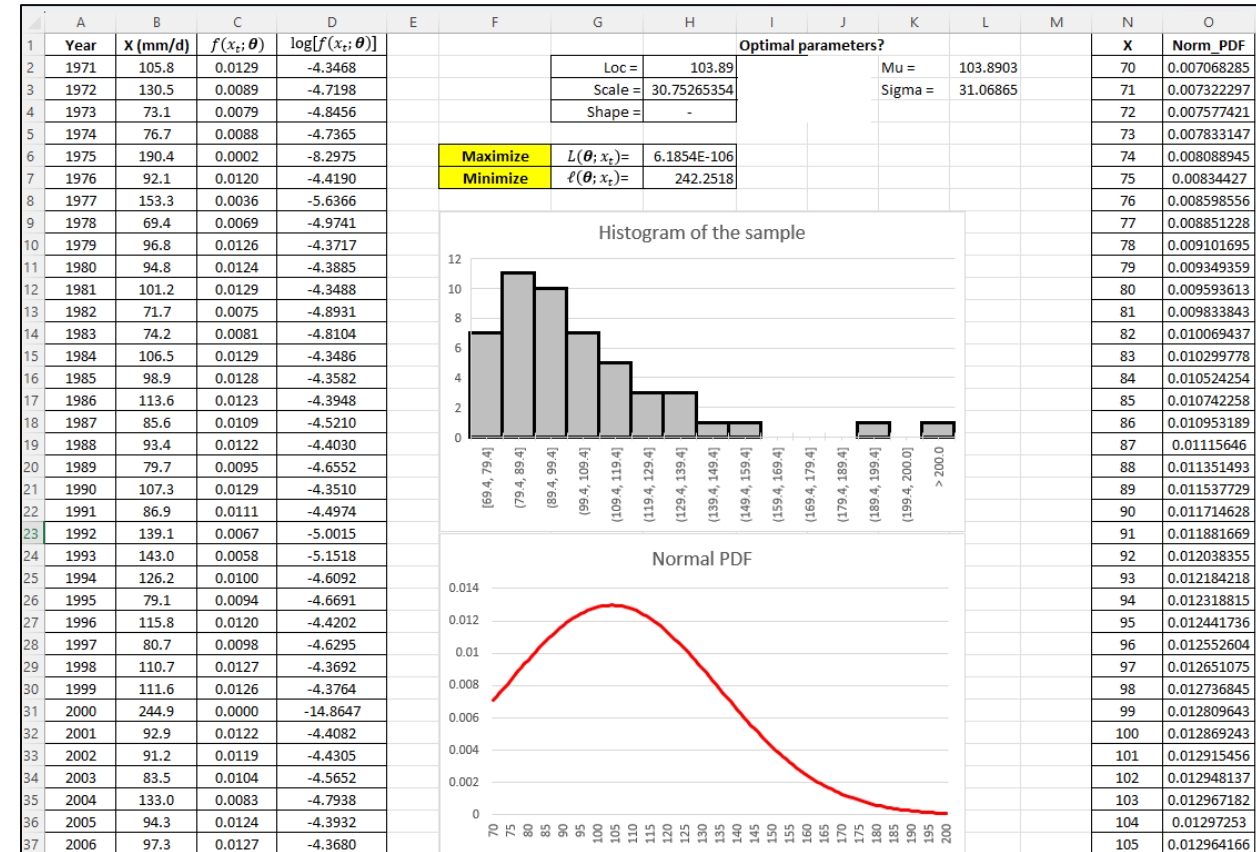 A B C D E F G H I J K L M N O
1 Year X (mm/d) f(xₜ; θ) log[f(xₜ; θ)] Optimal parameters? X Norm_PDF
2 1971 105.8 0.0129 -4.3468 Loc = 103.89 Mu = 103.8903 70 0.007068285
3 1972 130.5 0.0089 -4.7198 Scale = 30.75265354 Sigma = 31.06865 71 0.007322297
4 1973 73.1 0.0079 -4.8456 Shape = - 72 0.007577421
5 1974 76.7 0.0088 -4.7365 73 0.007833147
6 1975 190.4 0.0002 -8.2975 Maximize L(θ; xₜ)= 6.1854E-106 74 0.008088945
7 1976 92.1 0.0120 -4.4190 Minimize ℓ(θ; xₜ)= 242.2518 75 0.00834427
8 1977 153.3 0.0036 -5.6366 76 0.008598556
9 1978 69.4 0.0069 -4.9741 77 0.008851228
10 1979 96.8 0.0126 -4.3717 78 0.009101695
11 1980 94.8 0.0124 -4.3885 79 0.009349359
12 1981 101.2 0.0129 -4.3488 80 0.009593613
13 1982 71.7 0.0075 -4.8931 81 0.009833843
14 1983 74.2 0.0081 -4.8104 82 0.010069437
15 1984 106.5 0.0129 -4.3486 83 0.010299778
16 1985 98.9 0.0128 -4.3582 84 0.010524254
17 1986 113.6 0.0123 -4.3948 85 0.010742258
18 1987 85.6 0.0109 -4.5210 86 0.010953189
19 1988 93.4 0.0122 -4.4030 87 0.01115646
20 1989 79.7 0.0095 -4.6552 88 0.011351493
21 1990 107.3 0.0129 -4.3510 89 0.011537729
22 1991 86.9 0.0111 -4.4974 90 0.011714628
23 1992 139.1 0.0067 -5.0015 91 0.011881669
24 1993 143.0 0.0058 -5.1518 92 0.012038355
25 1994 126.2 0.0100 -4.6092 93 0.012184218
26 1995 79.1 0.0094 -4.6691 94 0.012318815
27 1996 115.8 0.0120 -4.4202 95 0.012441736
28 1997 80.7 0.0098 -4.6295 96 0.012552604
29 1998 110.7 0.0127 -4.3692 97 0.012651075
30 1999 111.6 0.0126 -4.3764 98 0.012736845
31 2000 244.9 0.0000 -14.8647 99 0.012809643
32 2001 92.9 0.0122 -4.4082 100 0.012869243
33 2002 91.2 0.0119 -4.4305 101 0.012915456
34 2003 83.5 0.0104 -4.5652 102 0.012948137
35 2004 133.0 0.0083 -4.7938 103 0.012967182
36 2005 94.3 0.0124 -4.3932 104 0.01297253
37 2006 97.3 0.0127 -4.3680 105 0.012964166
Histogram of the sample
12
10
8
6
4
2
0
[69.4, 79.4] (79.4, 89.4] (89.4, 99.4] (99.4, 109.4] (109.4, 119.4] (119.4, 129.4] (129.4, 139.4] (139.4, 149.4] (149.4, 159.4] (159.4, 169.4] (169.4, 179.4] (179.4, 189.4] (189.4, 199.4] (199.4, 200.0] > 200.0
Normal PDF
0.014
0.012
0.01
0.008
0.006
0.004
0.002
0
70 75 80 85 90 95 100 105 110 115 120 125 130 135 140 145 150 155 160 165 170 175 180 185 190 195 200